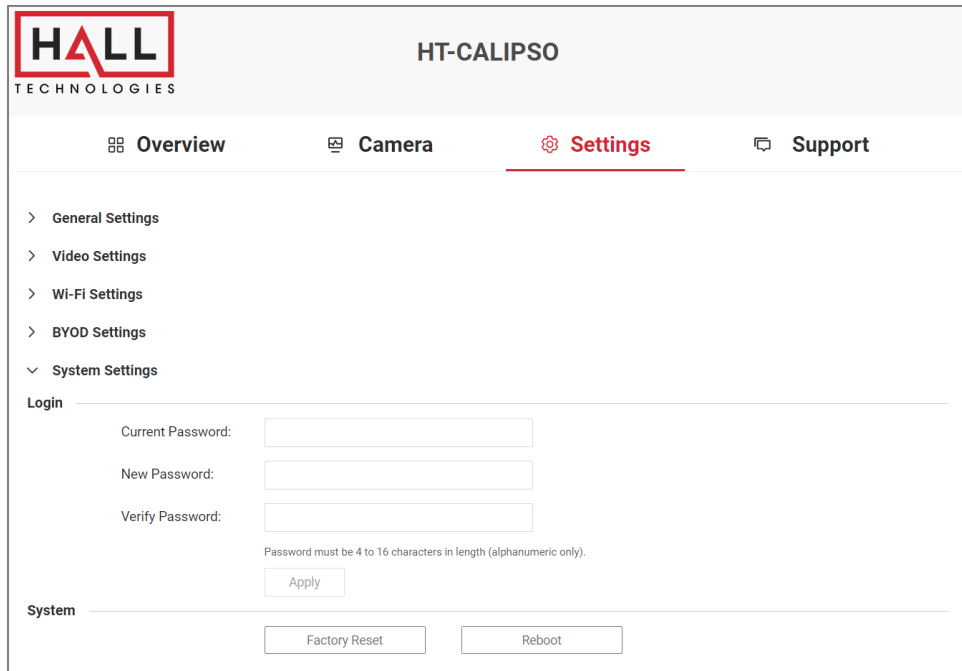 HALL
TECHNOLOGIES
HT-CALIPSO
Overview Camera Settings Support
General Settings
Video Settings
Wi-Fi Settings
BYOD Settings
System Settings
Login
Current Password:
New Password:
Verify Password:
Password must be 4 to 16 characters in length (alphanumeric only).
Apply
System
Factory Reset Reboot